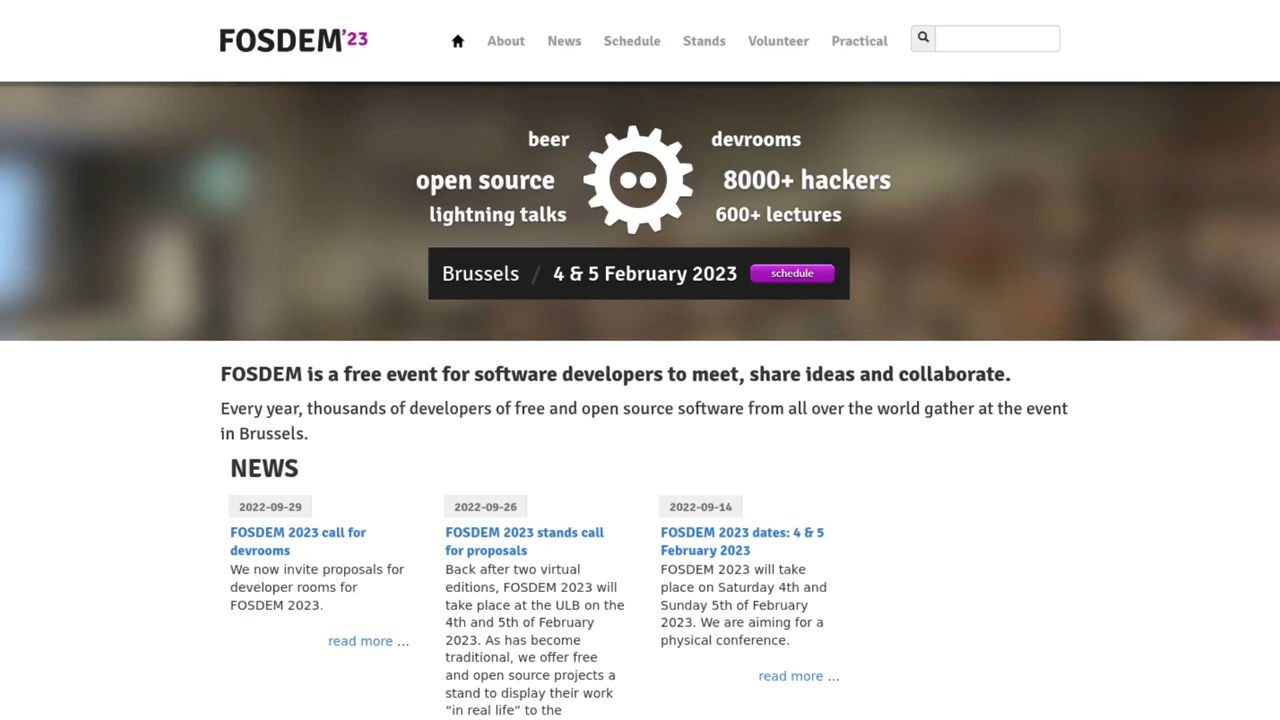 FOSDEM'23
About News Schedule Stands Volunteer Practical
beer devrooms
open source 8000+ hackers
lightning talks 600+ lectures
Brussels / 4 & 5 February 2023 schedule
FOSDEM is a free event for software developers to meet, share ideas and collaborate.
Every year, thousands of developers of free and open source software from all over the world gather at the event
in Brussels.
NEWS
2022-09-29
FOSDEM 2023 call for
devrooms
We now invite proposals for
developer rooms for
FOSDEM 2023.
read more ...
2022-09-26
FOSDEM 2023 stands call
for proposals
Back after two virtual
editions, FOSDEM 2023 will
take place at the ULB on the
4th and 5th of February
2023. As has become
traditional, we offer free
and open source projects a
stand to display their work
“in real life” to the
2022-09-14
FOSDEM 2023 dates: 4 & 5
February 2023
FOSDEM 2023 will take
place on Saturday 4th and
Sunday 5th of February
2023. We are aiming for a
physical conference.
read more ...